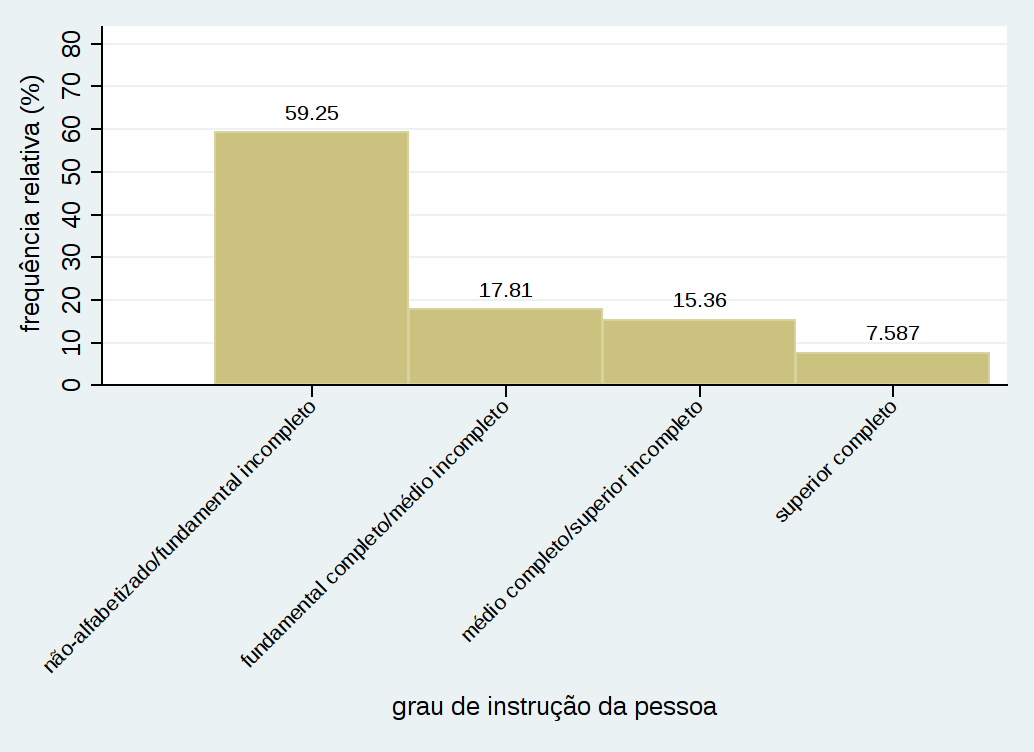 frequência relativa (%)
80
70
60
50
40
30
20
10
0
59.25
17.81
15.36
7.587
não-alfabetizado/fundamental incompleto
fundamental completo/médio incompleto
médio completo/superior incompleto
superior completo
grau de instrução da pessoa